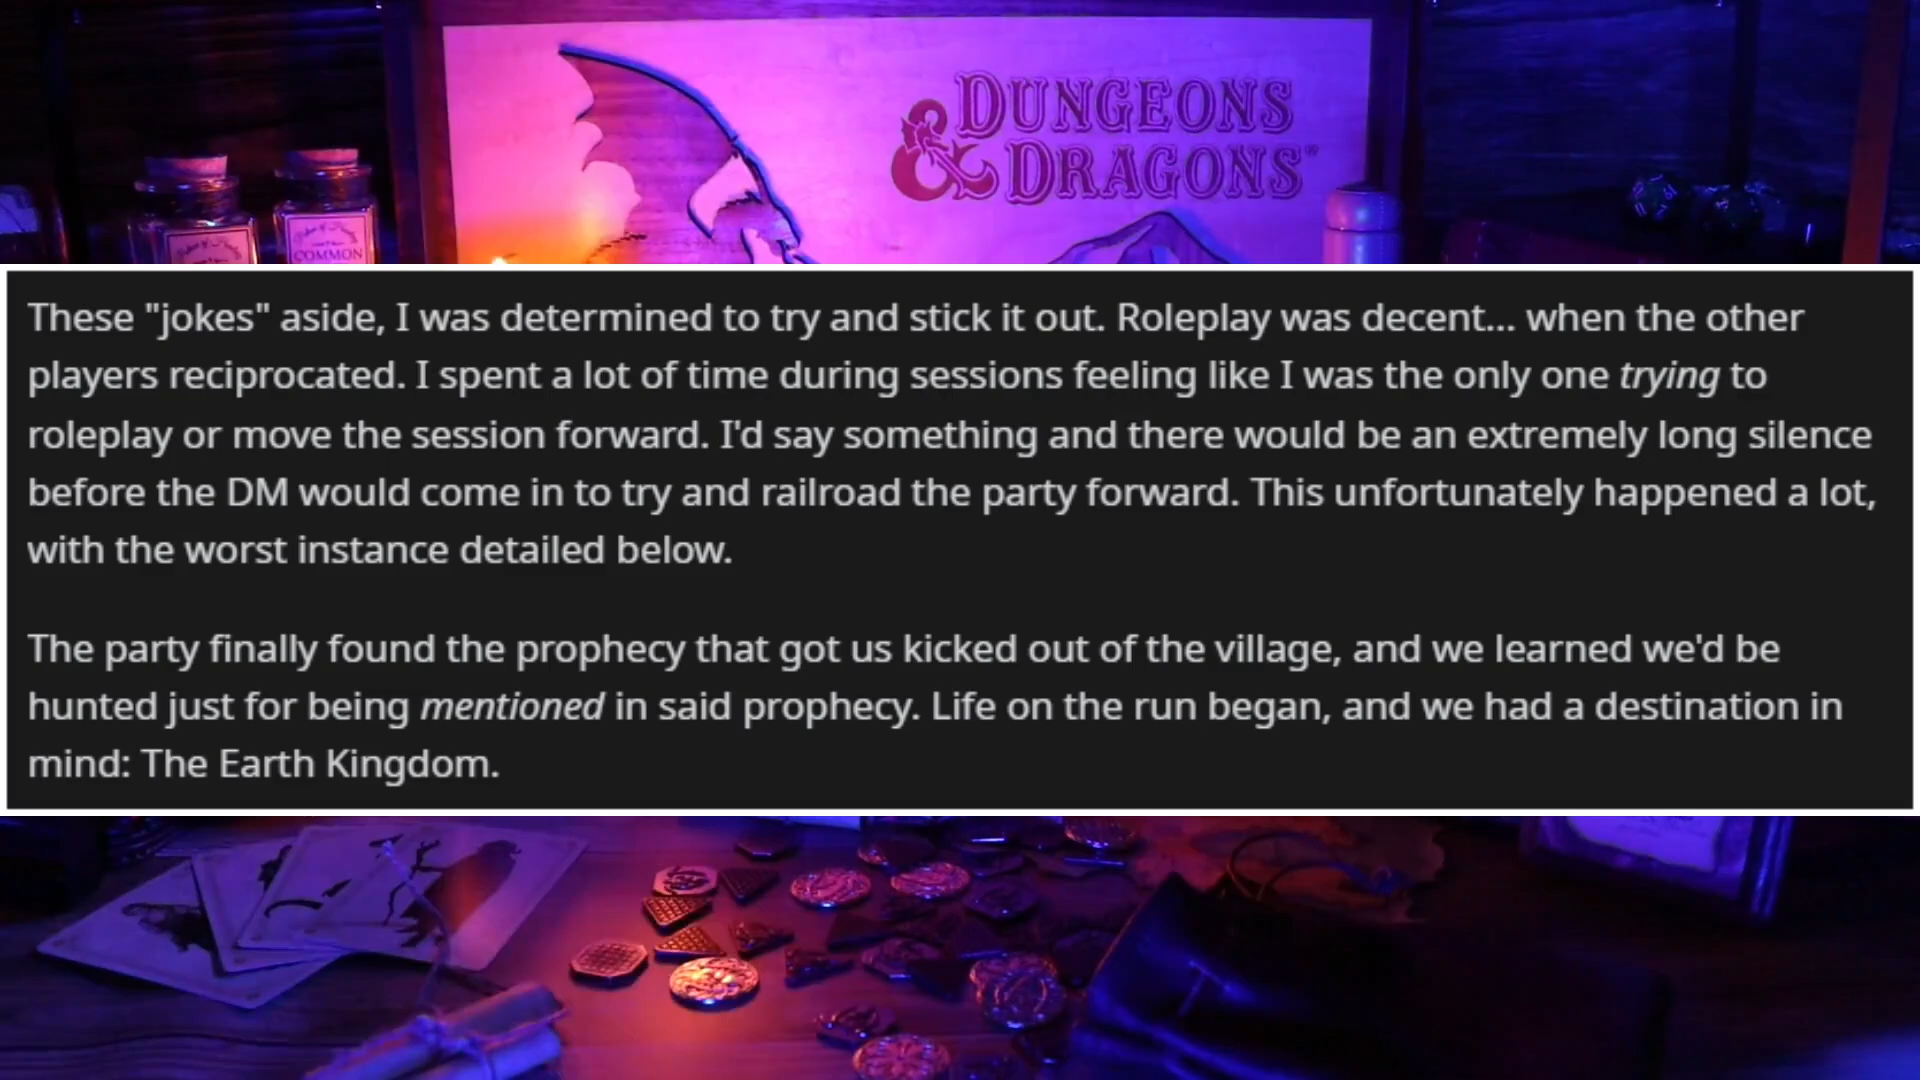 DUNGEONS
& DRAGONS
COMMON
These "jokes" aside, I was determined to try and stick it out. Roleplay was decent... when the other
players reciprocated. I spent a lot of time during sessions feeling like I was the only one trying to
roleplay or move the session forward. I'd say something and there would be an extremely long silence
before the DM would come in to try and railroad the party forward. This unfortunately happened a lot,
with the worst instance detailed below.
The party finally found the prophecy that got us kicked out of the village, and we learned we'd be
hunted just for being mentioned in said prophecy. Life on the run began, and we had a destination in
mind: The Earth Kingdom.